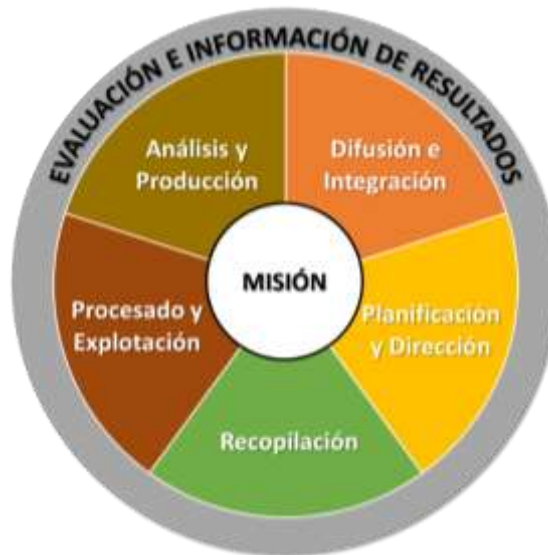 EVALUACIÓN E INFORMACIÓN DE RESULTADOS
Análisis y
Producción
Difusión e
Integración
MISIÓN
Procesado y
Explotación
Planificación
y Dirección
Recopilación